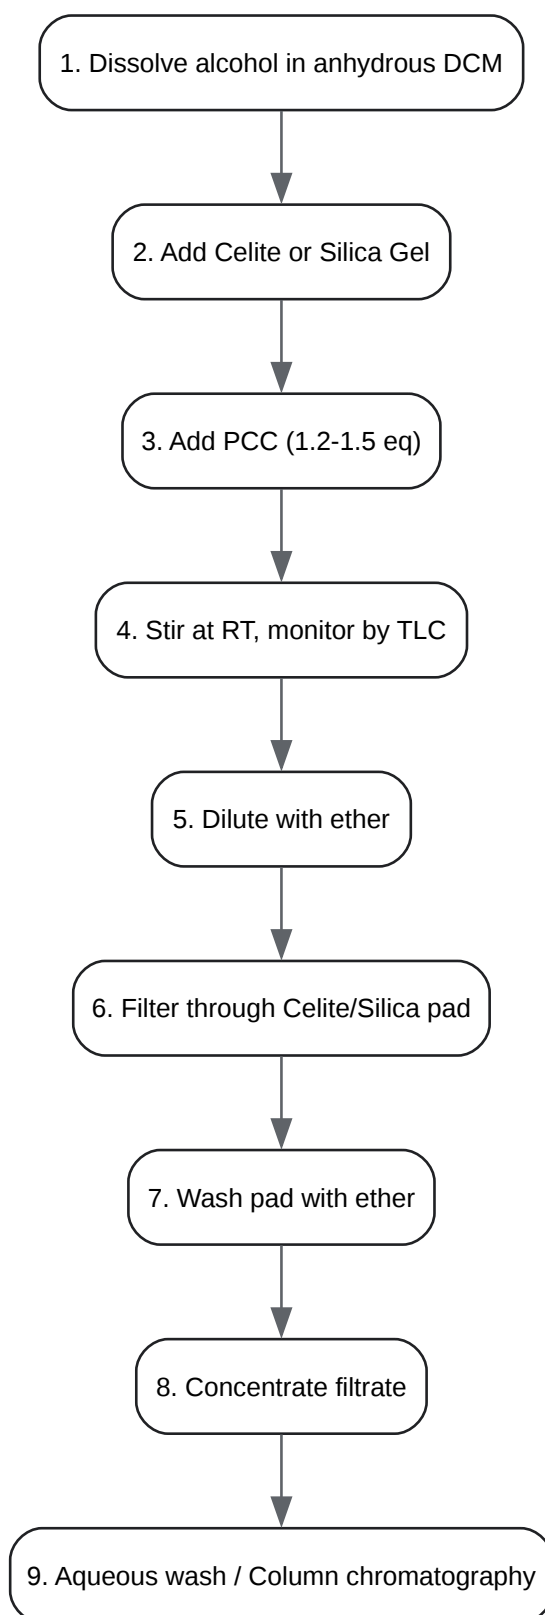 1. Dissolve alcohol in anhydrous DCM
2. Add Celite or Silica Gel
3. Add PCC (1.2-1.5 eq)
4. Stir at RT, monitor by TLC
5. Dilute with ether
6. Filter through Celite/Silica pad
7. Wash pad with ether
8. Concentrate filtrate
9. Aqueous wash / Column chromatography